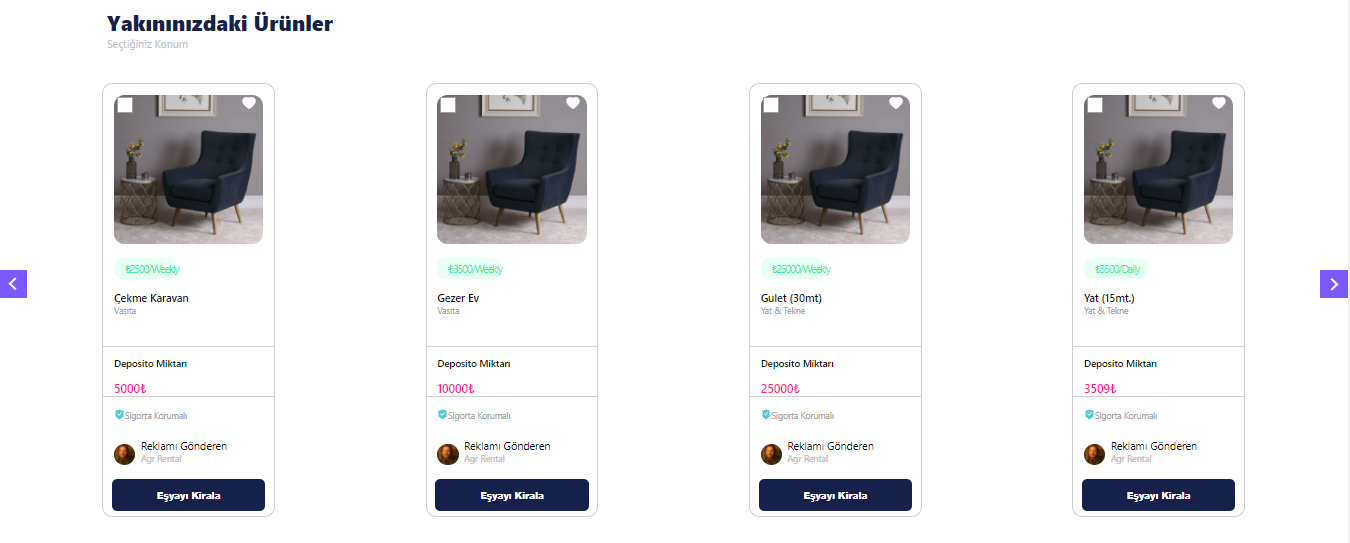 Yakınınızdaki Ürünler
Seçtiğiniz Konum
₺2500/Weekly
Çekme Karavan
Vasıta
Deposito Miktarı
5000₺
Sigorta Korumalı
Reklamı Gönderen
Agr Rental
Eşyayı Kirala
₺3500/Weekly
Gezer Ev
Vasıta
Deposito Miktarı
10000₺
Sigorta Korumalı
Reklamı Gönderen
Agr Rental
Eşyayı Kirala
₺25000/Weekly
Gulet (30mt)
Yat & Tekne
Deposito Miktarı
25000₺
Sigorta Korumalı
Reklamı Gönderen
Agr Rental
Eşyayı Kirala
₺3500/Daily
Yat (15mt.)
Yat & Tekne
Deposito Miktarı
3509₺
Sigorta Korumalı
Reklamı Gönderen
Agr Rental
Eşyayı Kirala